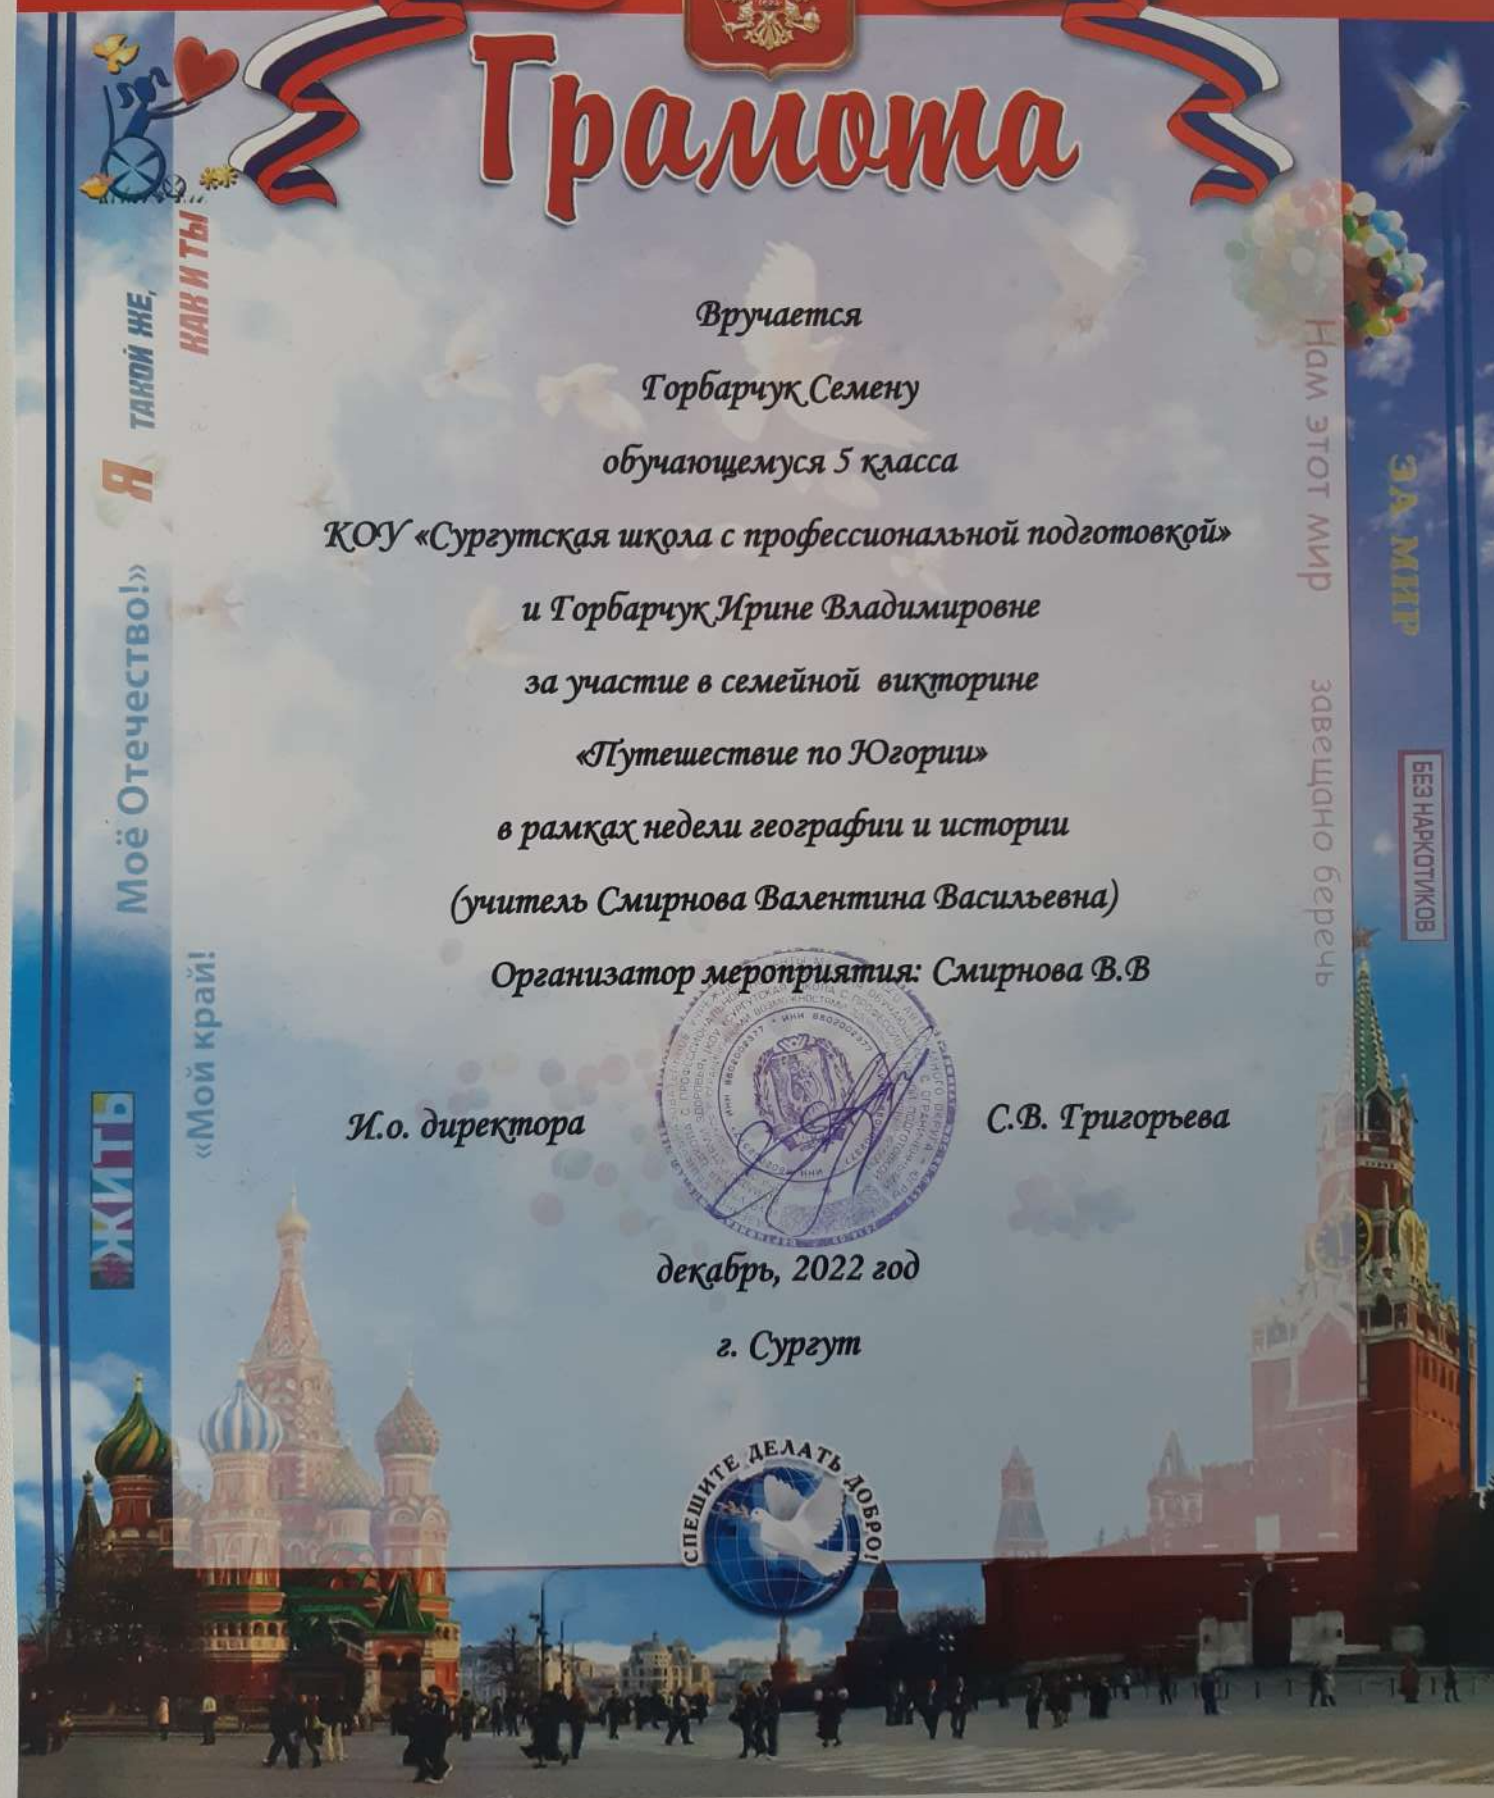 Грамота
Вручается
Горбарчук Семену
обучающемуся 5 класса
КОУ «Сургутская школа с профессиональной подготовкой»
и Горбарчук Ирине Владимировне
за участие в семейной викторине
«Путешествие по Югории»
в рамках недели географии и истории
(учитель Смирнова Валентина Васильевна)
Организатор мероприятия: Смирнова В.В
И.о. директора
С.В. Григорьева
ИНН 8602002377
декабрь, 2022 год
г. Сургут
СПЕШИТЕ ДЕЛАТЬ ДОБРО!
Я ТАКОЙ ЖЕ,
КАК И ТЫ
Моё Отечество!»
«Мой край!
#ЖИТЬ
Нам этот мир завещано беречь
ЗА МИР
БЕЗ НАРКОТИКОВ